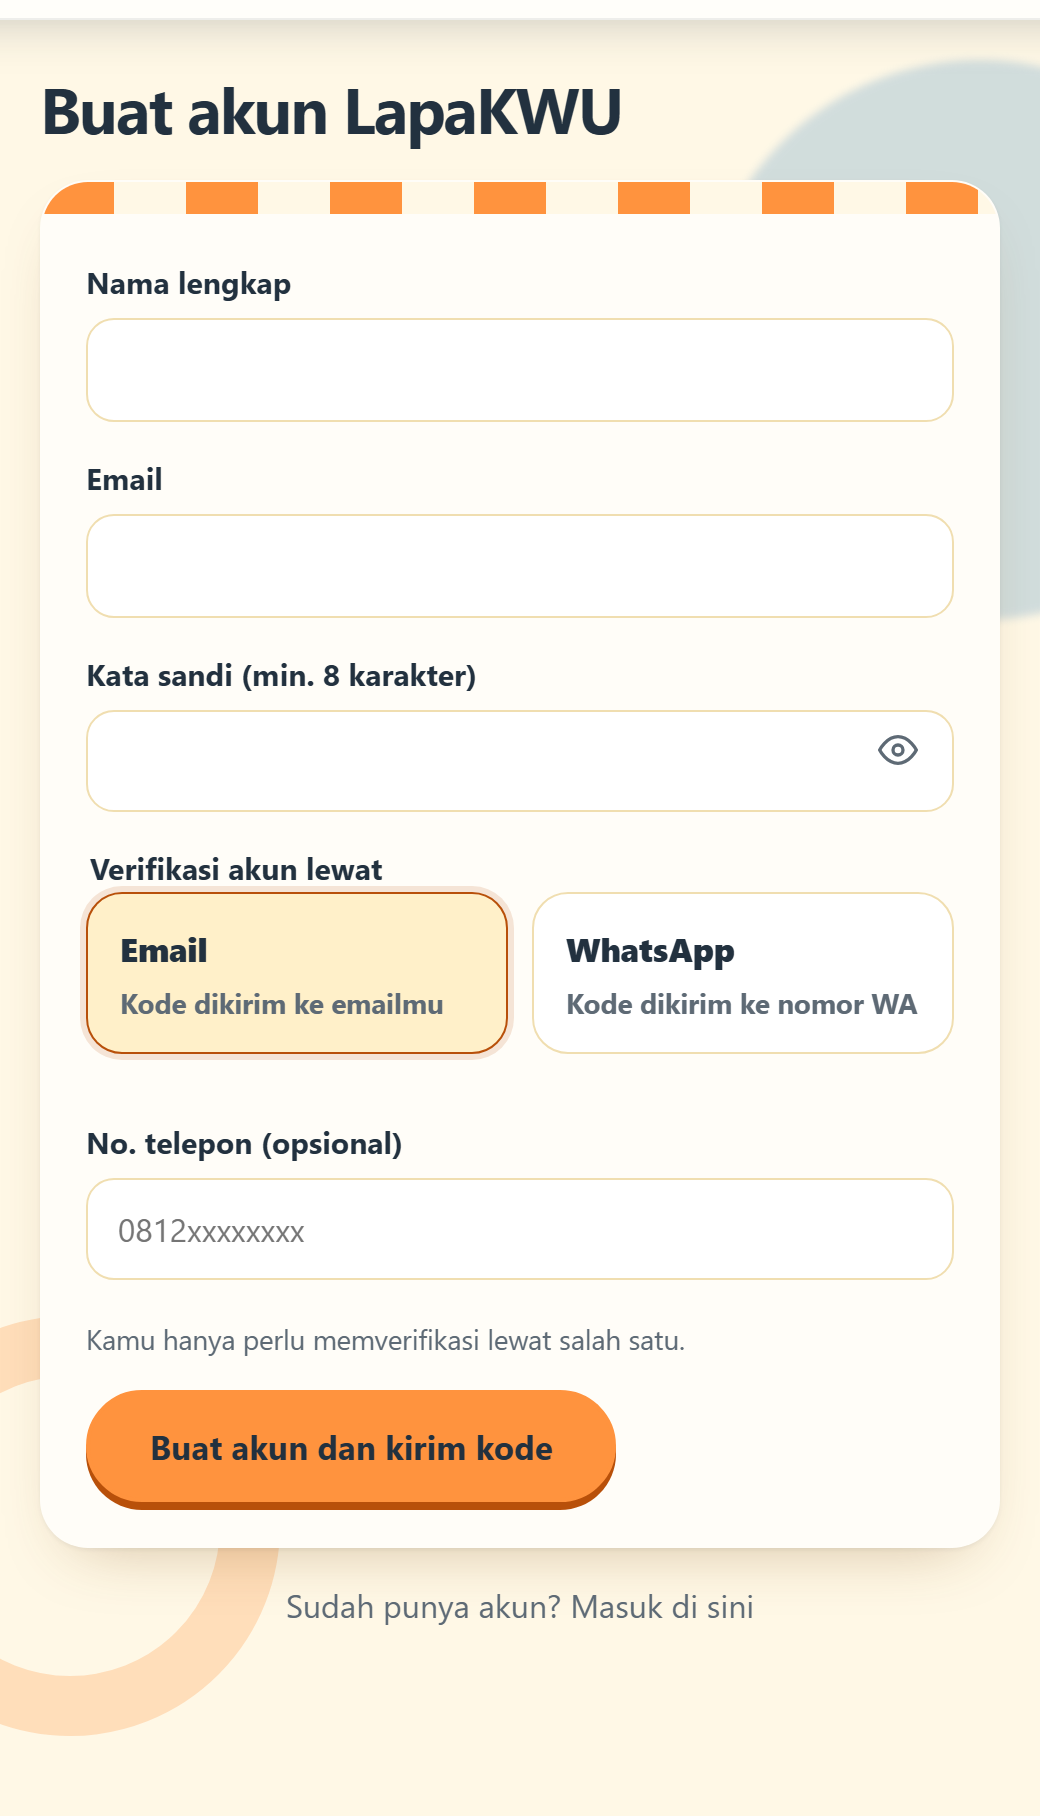 Buat akun LapaKWU
Nama lengkap
Email
Kata sandi (min. 8 karakter)
Verifikasi akun lewat
Email
Kode dikirim ke emailmu
WhatsApp
Kode dikirim ke nomor WA
No. telepon (opsional)
0812xxxxxxxx
Kamu hanya perlu memverifikasi lewat salah satu.
Buat akun dan kirim kode
Sudah punya akun? Masuk di sini